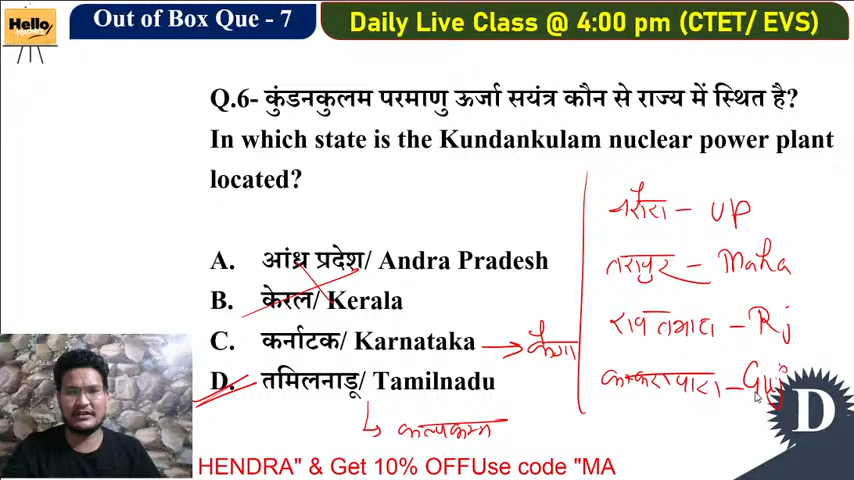 Hello
Out of Box Que - 7
Daily Live Class @ 4:00 pm (CTET/ EVS)
Q.6- कुंडनकुलम परमाणु ऊर्जा सयंत्र कौन से राज्य में स्थित है?
In which state is the Kundankulam nuclear power plant
located?
A. आंध्र प्रदेश/ Andra Pradesh
B. केरल/ Kerala
C. कर्नाटक/ Karnataka → कैगा
D. तमिलनाडू/ Tamilnadu
कल्पकम
नरौरा - UP
तारापुर - Maha
रावतभाटा - Rj
काकरापारा - Guj
D
HENDRA" & Get 10% OFFUse code "MA